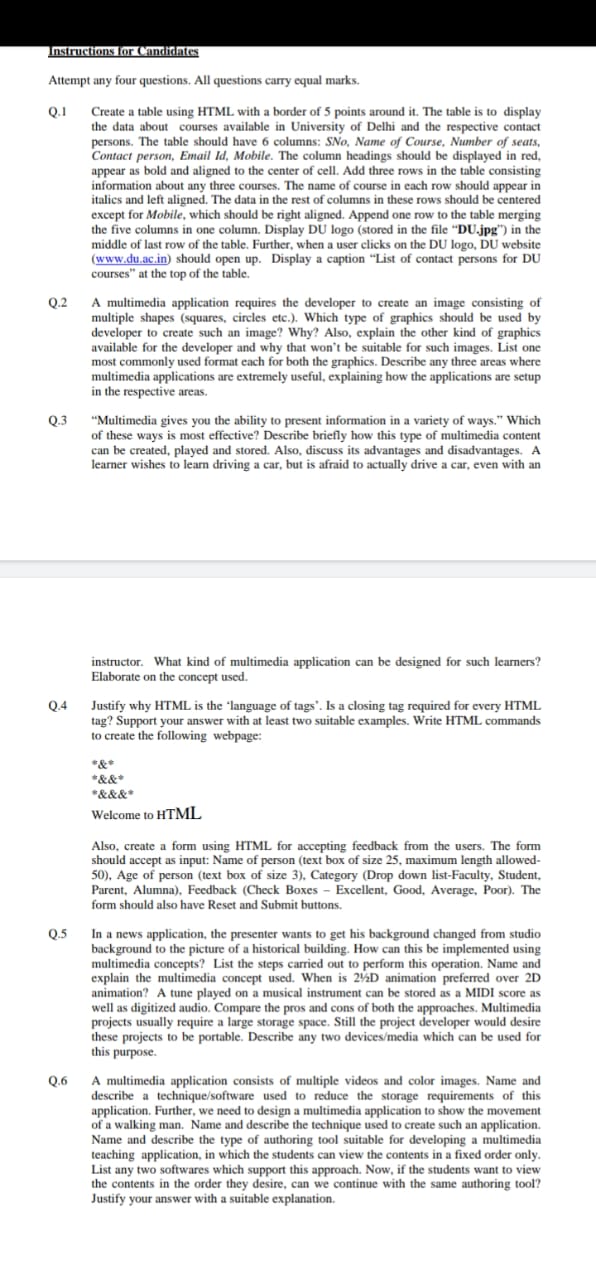 Instructions for Candidates
Attempt any four questions. All questions carry equal marks.
Q.1 Create a table using HTML with a border of 5 points around it. The table is to display
the data about courses available in University of Delhi and the respective contact
persons. The table should have 6 columns: SNo, Name of Course, Number of seats,
Contact person, Email Id, Mobile. The column headings should be displayed in red,
appear as bold and aligned to the center of cell. Add three rows in the table consisting
information about any three courses. The name of course in each row should appear in
italics and left aligned. The data in the rest of columns in these rows should be centered
except for Mobile, which should be right aligned. Append one row to the table merging
the five columns in one column. Display DU logo (stored in the file “DU.jpg”) in the
middle of last row of the table. Further, when a user clicks on the DU logo, DU website
(www.du.ac.in) should open up. Display a caption “List of contact persons for DU
courses” at the top of the table.
Q.2 A multimedia application requires the developer to create an image consisting of
multiple shapes (squares, circles etc.). Which type of graphics should be used by
developer to create such an image? Why? Also, explain the other kind of graphics
available for the developer and why that won’t be suitable for such images. List one
most commonly used format each for both the graphics. Describe any three areas where
multimedia applications are extremely useful, explaining how the applications are setup
in the respective areas.
Q.3 “Multimedia gives you the ability to present information in a variety of ways.” Which
of these ways is most effective? Describe briefly how this type of multimedia content
can be created, played and stored. Also, discuss its advantages and disadvantages. A
learner wishes to learn driving a car, but is afraid to actually drive a car, even with an
instructor. What kind of multimedia application can be designed for such learners?
Elaborate on the concept used.
Q.4 Justify why HTML is the ‘language of tags’. Is a closing tag required for every HTML
tag? Support your answer with at least two suitable examples. Write HTML commands
to create the following webpage:
*&*
*&&*
*&&&*
Welcome to HTML
Also, create a form using HTML for accepting feedback from the users. The form
should accept as input: Name of person (text box of size 25, maximum length allowed-
50), Age of person (text box of size 3), Category (Drop down list-Faculty, Student,
Parent, Alumna), Feedback (Check Boxes – Excellent, Good, Average, Poor). The
form should also have Reset and Submit buttons.
Q.5 In a news application, the presenter wants to get his background changed from studio
background to the picture of a historical building. How can this be implemented using
multimedia concepts? List the steps carried out to perform this operation. Name and
explain the multimedia concept used. When is 2½D animation preferred over 2D
animation? A tune played on a musical instrument can be stored as a MIDI score as
well as digitized audio. Compare the pros and cons of both the approaches. Multimedia
projects usually require a large storage space. Still the project developer would desire
these projects to be portable. Describe any two devices/media which can be used for
this purpose.
Q.6 A multimedia application consists of multiple videos and color images. Name and
describe a technique/software used to reduce the storage requirements of this
application. Further, we need to design a multimedia application to show the movement
of a walking man. Name and describe the technique used to create such an application.
Name and describe the type of authoring tool suitable for developing a multimedia
teaching application, in which the students can view the contents in a fixed order only.
List any two softwares which support this approach. Now, if the students want to view
the contents in the order they desire, can we continue with the same authoring tool?
Justify your answer with a suitable explanation.